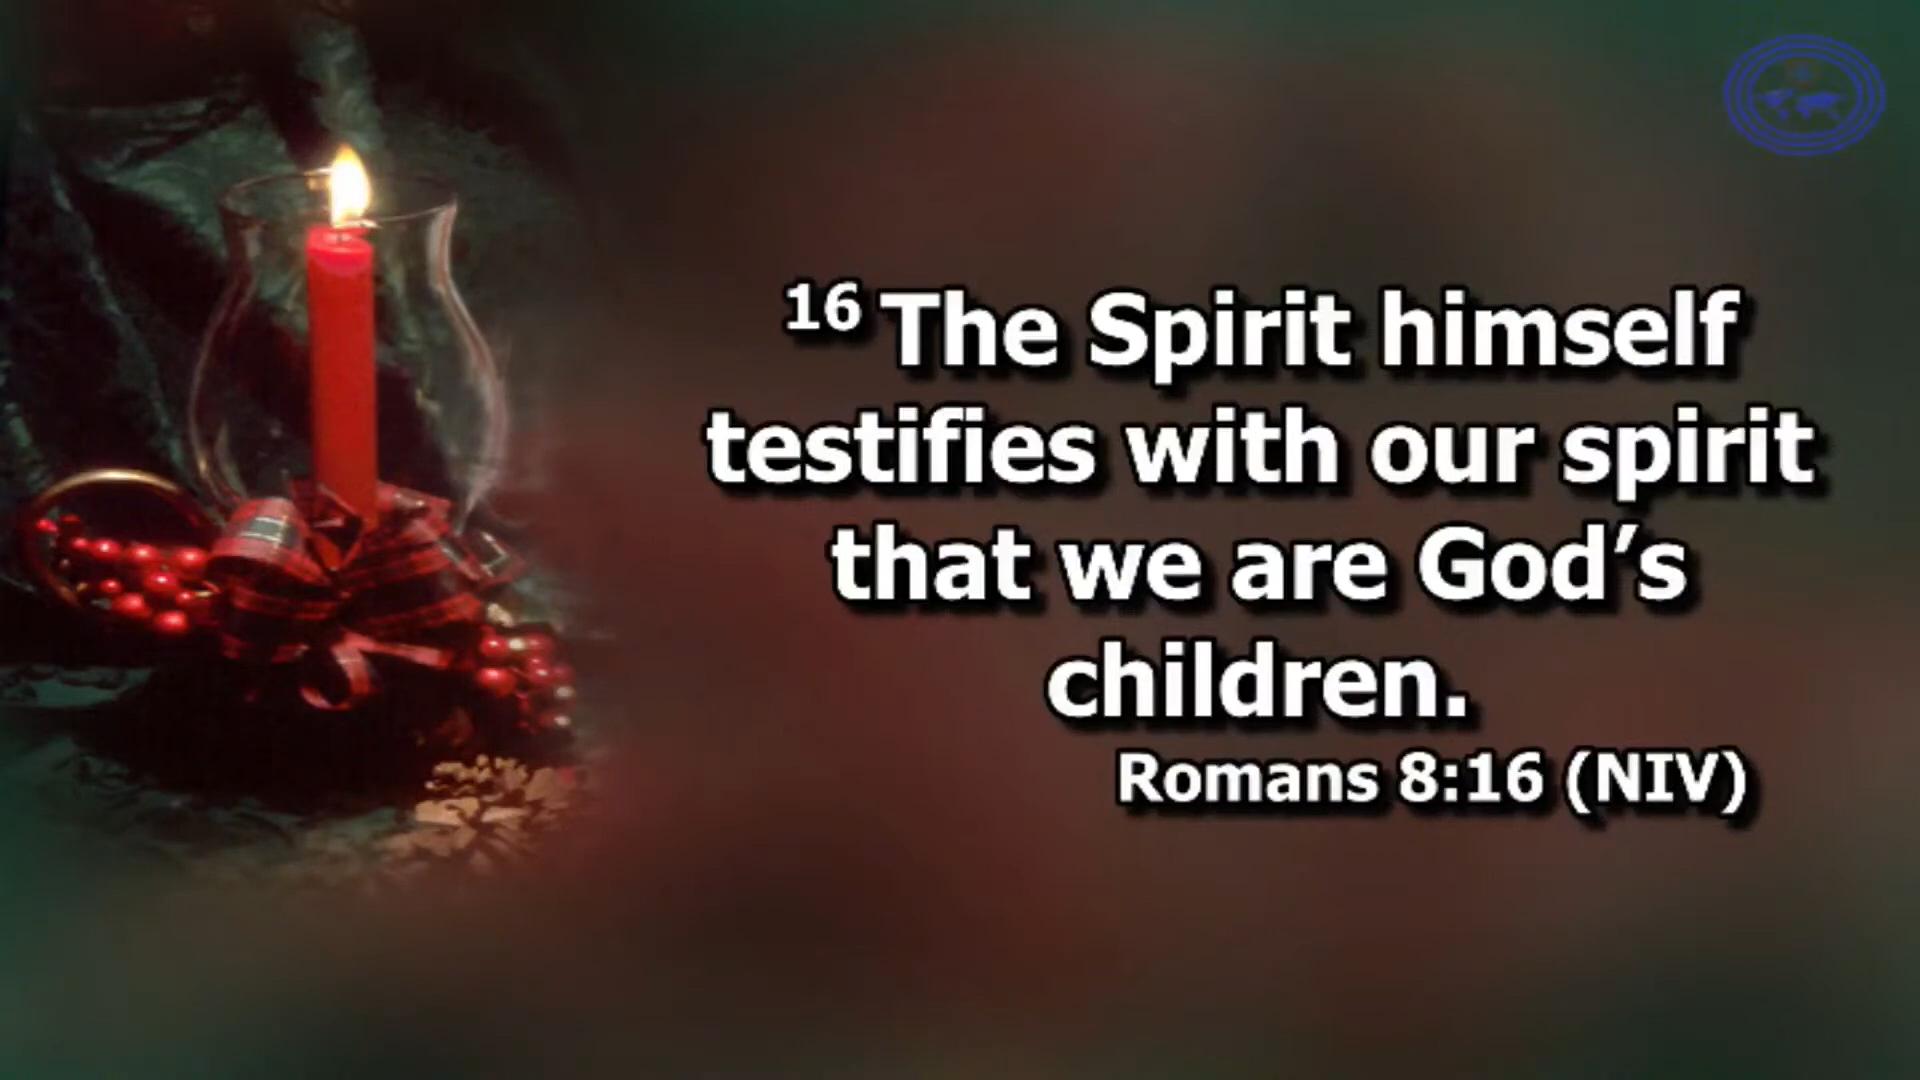 16 The Spirit himself
testifies with our spirit
that we are God’s
children.
Romans 8:16 (NIV)